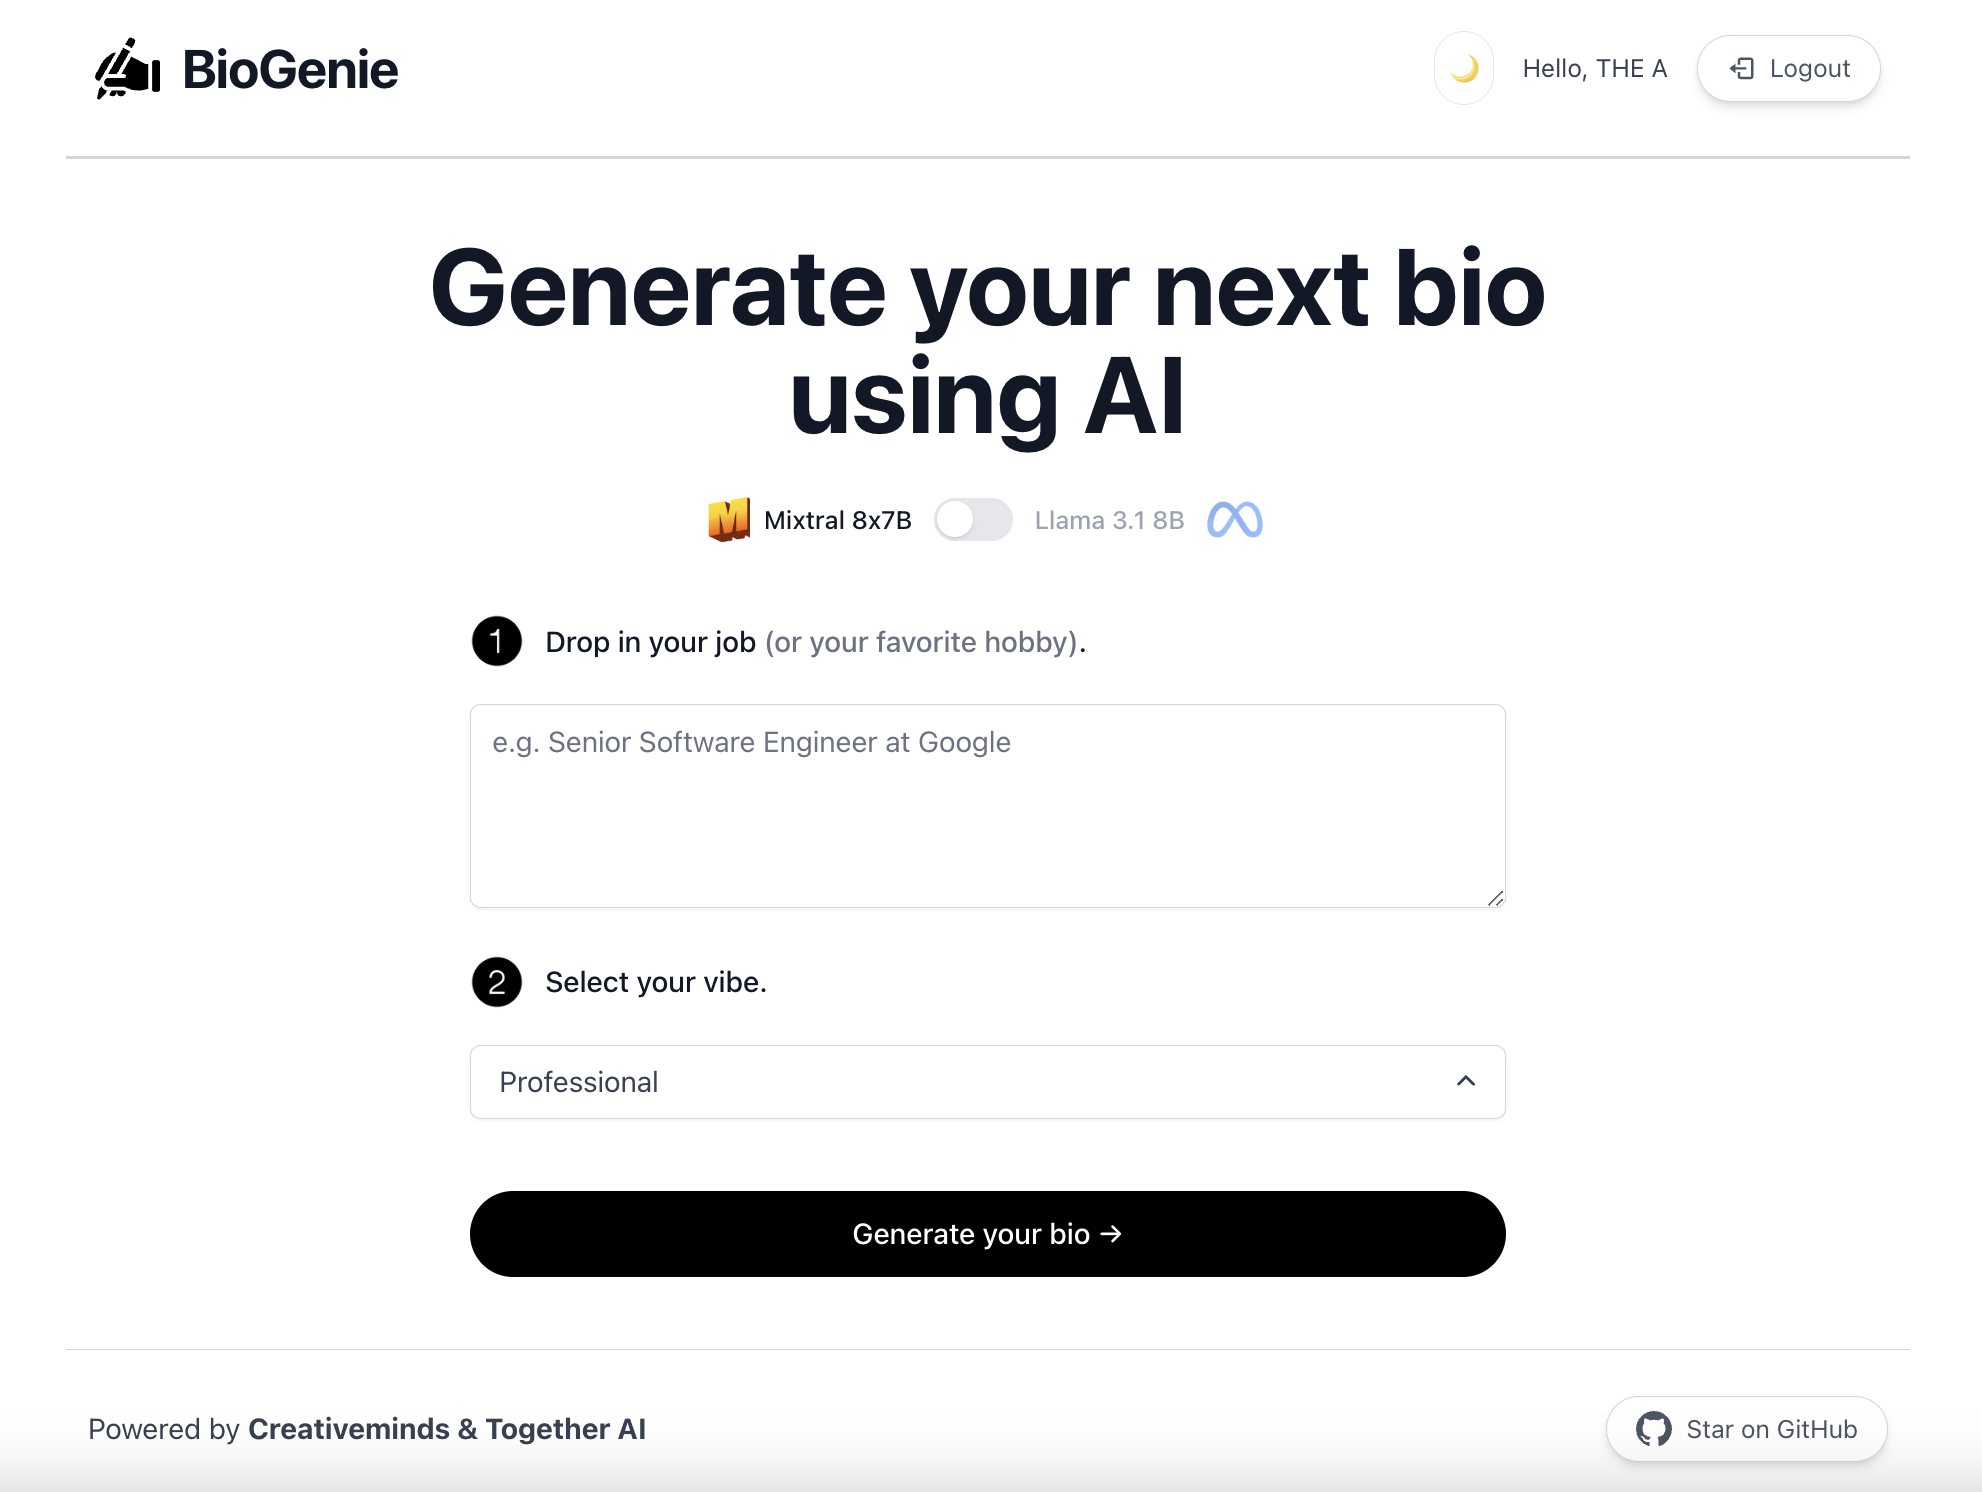 BioGenie
Hello, THE A
Logout
Generate your next bio
using AI
Mixtral 8x7B
Llama 3.1 8B
1 Drop in your job (or your favorite hobby).
e.g. Senior Software Engineer at Google
2 Select your vibe.
Professional
Generate your bio →
Powered by Creativeminds & Together AI
Star on GitHub